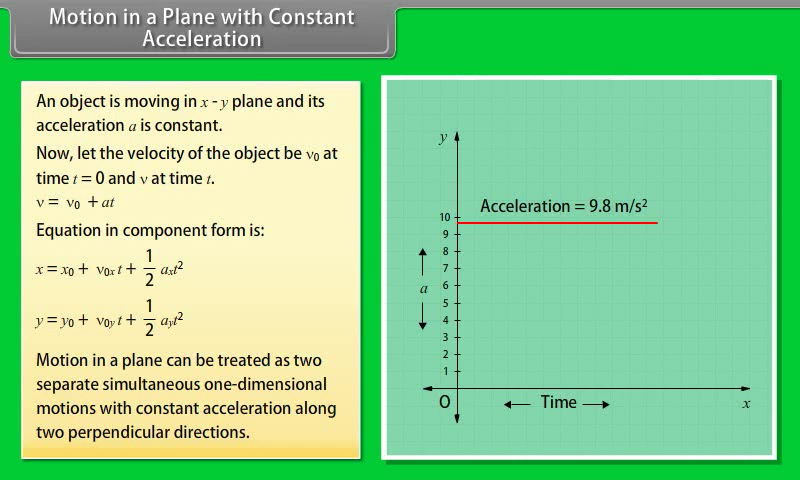 Motion in a Plane with Constant
Acceleration
An object is moving in x - y plane and its
acceleration a is constant.
Now, let the velocity of the object be v₀ at
time t = 0 and v at time t.
v = v₀ + at
Equation in component form is:
x = x₀ + v₀ₓt + 1/2 aₓt²
y = y₀ + v₀ᵧt + 1/2 aᵧt²
Motion in a plane can be treated as two
separate simultaneous one-dimensional
motions with constant acceleration along
two perpendicular directions.
y
Acceleration = 9.8 m/s²
10
9
8
7
6
a
5
4
3
2
1
O
Time
x